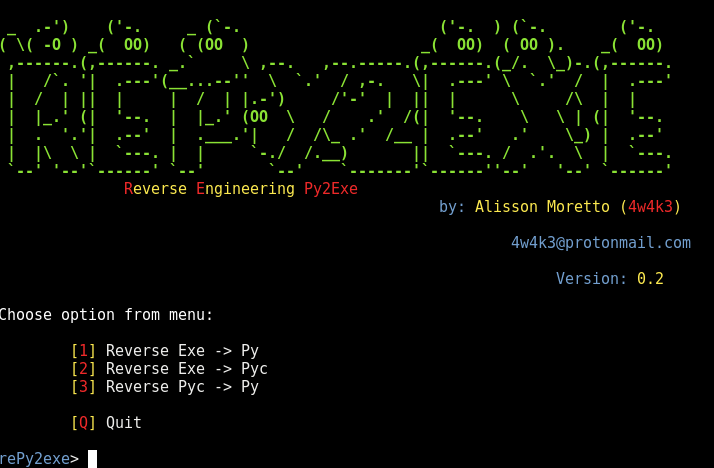 REPY2EXE
Reverse Engineering Py2Exe
by: Alisson Moretto (4w4k3)
4w4k3@protonmail.com
Version: 0.2
Choose option from menu:
[1] Reverse Exe -> Py
[2] Reverse Exe -> Pyc
[3] Reverse Pyc -> Py
[Q] Quit
rePy2exe>